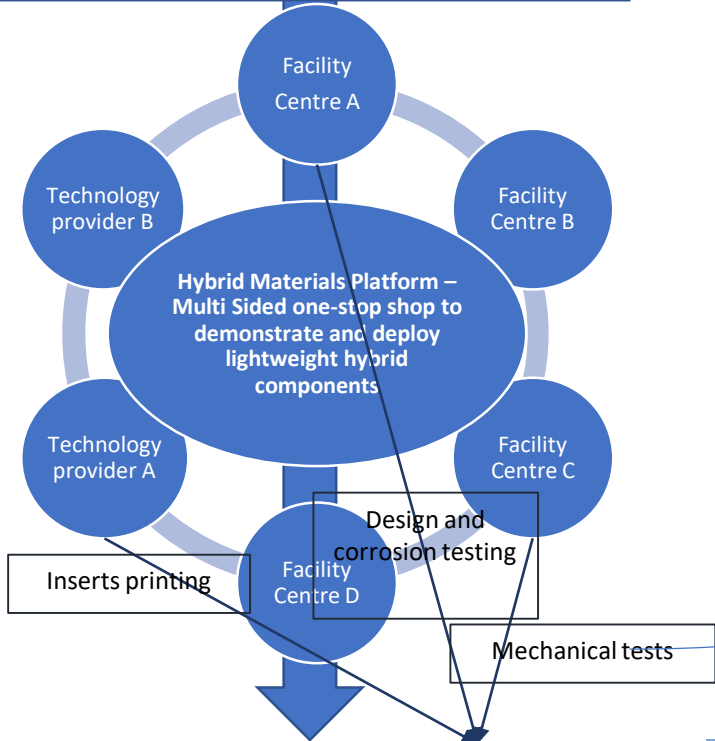 Facility
Centre A
Technology
provider B
Facility
Centre B
Hybrid Materials Platform –
Multi Sided one-stop shop to
demonstrate and deploy
lightweight hybrid
components
Technology
provider A
Facility
Centre C
Design and
corrosion testing
Inserts printing
Facility
Centre D
Mechanical tests